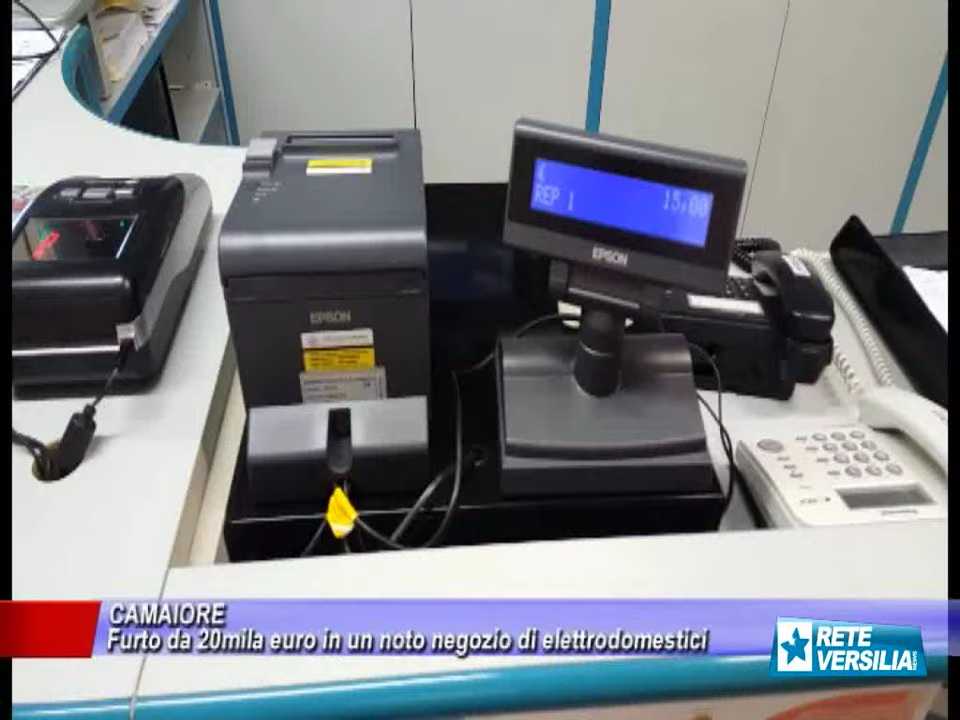 €
REP 1 15,00
EPSON
EPSON
CAMAIORE
Furto da 20mila euro in un noto negozio di elettrodomestici
RETE
VERSILIA
NEWS